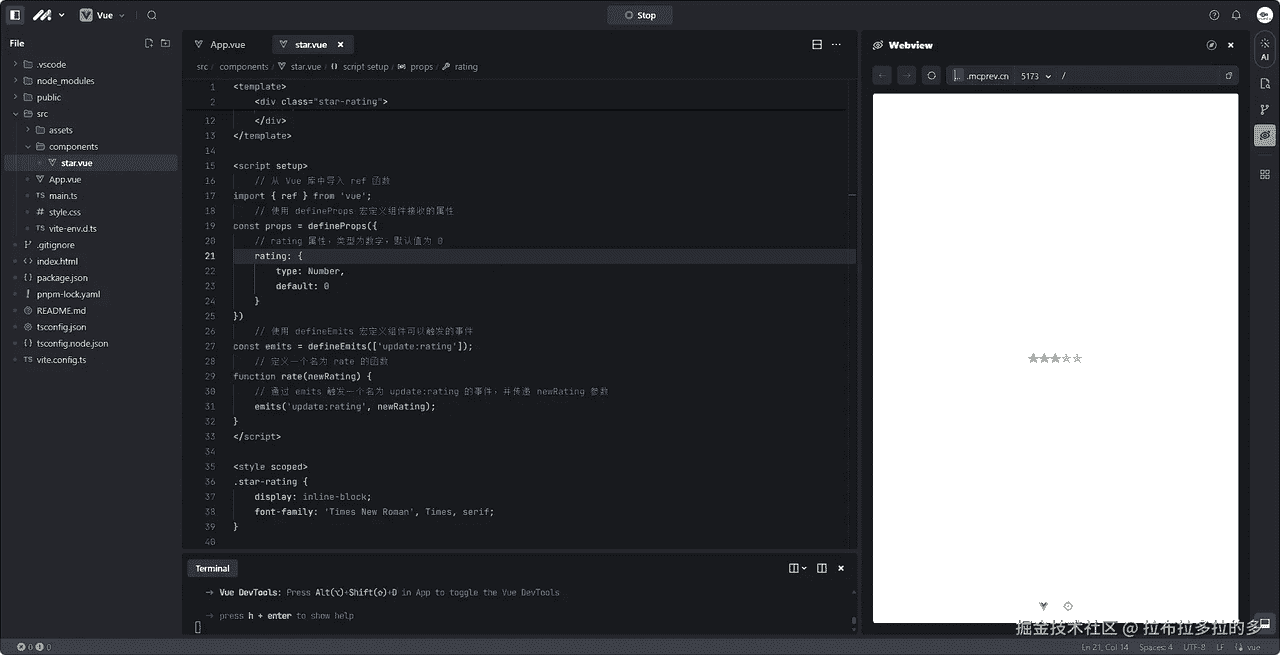 Vue
Stop
File
.vscode
node_modules
public
src
assets
components
star.vue
App.vue
TS main.ts
# style.css
TS vite-env.d.ts
.gitignore
<> index.html
{ } package.json
! pnpm-lock.yaml
README.md
tsconfig.json
{ } tsconfig.node.json
TS vite.config.ts
App.vue
star.vue
src / components / star.vue / {} script setup / props / rating
1 <template>
2 <div class="star-rating">
12 </div>
13 </template>
14
15 <script setup>
16 // 从 Vue 库中导入 ref 函数
17 import { ref } from 'vue';
18 // 使用 defineProps 宏定义组件接收的属性
19 const props = defineProps({
20 // rating 属性，类型为数字，默认值为 0
21 rating: {
22 type: Number,
23 default: 0
24 }
25 })
26 // 使用 defineEmits 宏定义组件可以触发的事件
27 const emits = defineEmits(['update:rating']);
28 // 定义一个名为 rate 的函数
29 function rate(newRating) {
30 // 通过 emits 触发一个名为 update:rating 的事件，并传递 newRating 参数
31 emits('update:rating', newRating);
32 }
33 </script>
34
35 <style scoped>
36 .star-rating {
37 display: inline-block;
38 font-family: 'Times New Roman', Times, serif;
39 }
40
Terminal
→ Vue DevTools: Press Alt(⌥)+Shift(⇧)+D in App to toggle the Vue DevTools
→ press h + enter to show help
Webview
.mcprev.cn 5173 /
★★★☆☆
AI
掘金技术社区 @ 拉布拉多拉的多
0 0
Ln 21, Col 14 Spaces: 4 UTF-8 LF vue